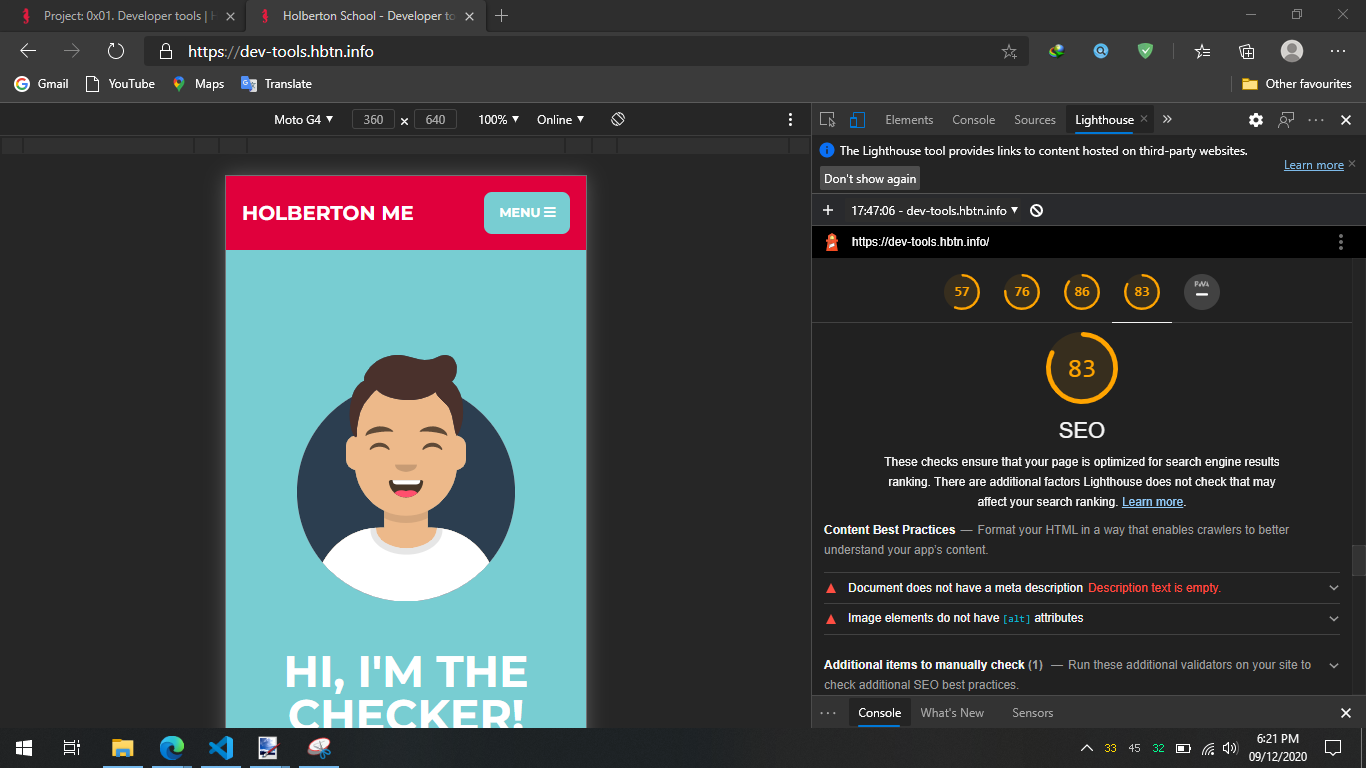 Project: 0x01. Developer tools | H
Holberton School - Developer to
https://dev-tools.hbtn.info
Gmail
YouTube
Maps
Translate
Other favourites
Moto G4 ▼
360 × 640
100% ▼
Online ▼
Elements
Console
Sources
Lighthouse
The Lighthouse tool provides links to content hosted on third-party websites.
Learn more
Don't show again
17:47:06 - dev-tools.hbtn.info ▼
https://dev-tools.hbtn.info/
57
76
86
83
PWA
83
SEO
These checks ensure that your page is optimized for search engine results
ranking. There are additional factors Lighthouse does not check that may
affect your search ranking. Learn more.
Content Best Practices — Format your HTML in a way that enables crawlers to better
understand your app's content.
Document does not have a meta description Description text is empty.
Image elements do not have [alt] attributes
Additional items to manually check (1) — Run these additional validators on your site to
check additional SEO best practices.
Console
What's New
Sensors
HOLBERTON ME
MENU
HI, I'M THE
CHECKER!
33
45
32
6:21 PM
09/12/2020